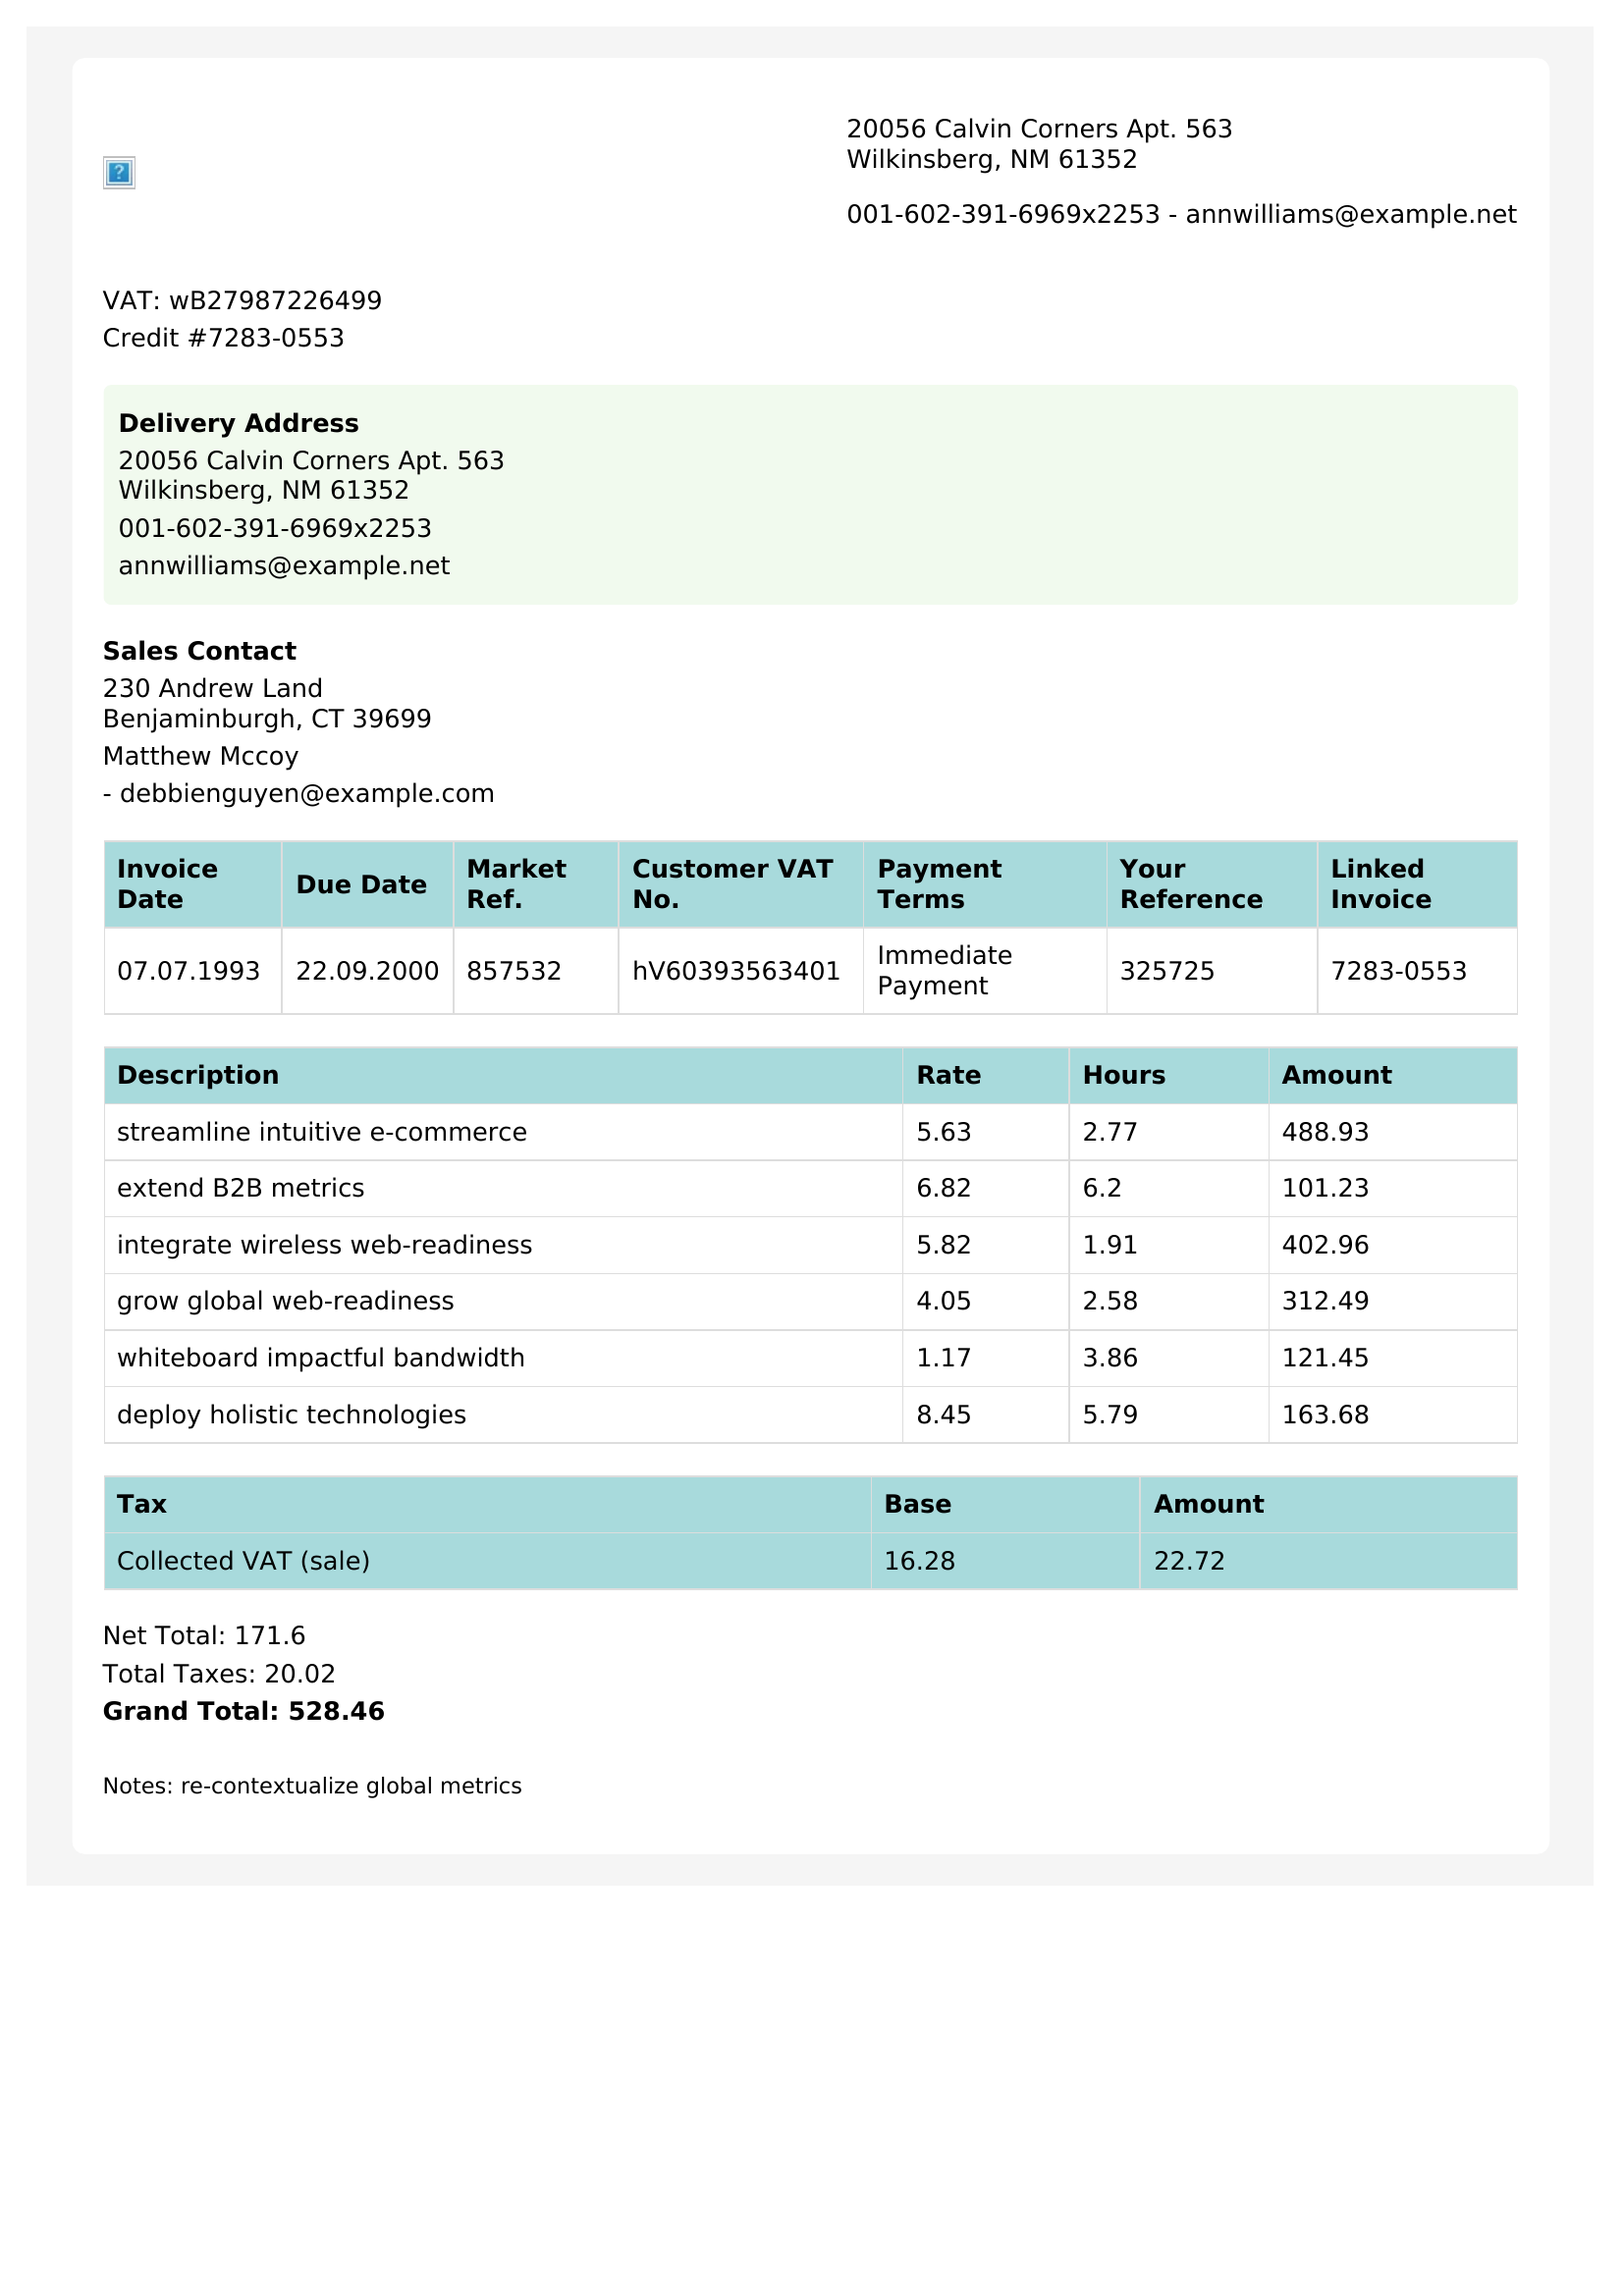 20056 Calvin Corners Apt. 563
Wilkinsberg, NM 61352
001-602-391-6969x2253 - annwilliams@example.net
VAT: wB27987226499
Credit #7283-0553
Delivery Address
20056 Calvin Corners Apt. 563
Wilkinsberg, NM 61352
001-602-391-6969x2253
annwilliams@example.net
Sales Contact
230 Andrew Land
Benjaminburgh, CT 39699
Matthew Mccoy
- debbienguyen@example.com
Invoice Date Due Date Market Ref. Customer VAT No. Payment Terms Your Reference Linked Invoice
07.07.1993 22.09.2000 857532 hV60393563401 Immediate Payment 325725 7283-0553
Description Rate Hours Amount
streamline intuitive e-commerce 5.63 2.77 488.93
extend B2B metrics 6.82 6.2 101.23
integrate wireless web-readiness 5.82 1.91 402.96
grow global web-readiness 4.05 2.58 312.49
whiteboard impactful bandwidth 1.17 3.86 121.45
deploy holistic technologies 8.45 5.79 163.68
Tax Base Amount
Collected VAT (sale) 16.28 22.72
Net Total: 171.6
Total Taxes: 20.02
Grand Total: 528.46
Notes: re-contextualize global metrics